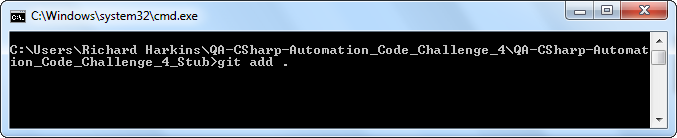 C:\Windows\system32\cmd.exe
C:\Users\Richard Harkins\QA-CSharp-Automation_Code_Challenge_4\QA-CSharp-Automat
ion_Code_Challenge_4_Stub>git add .